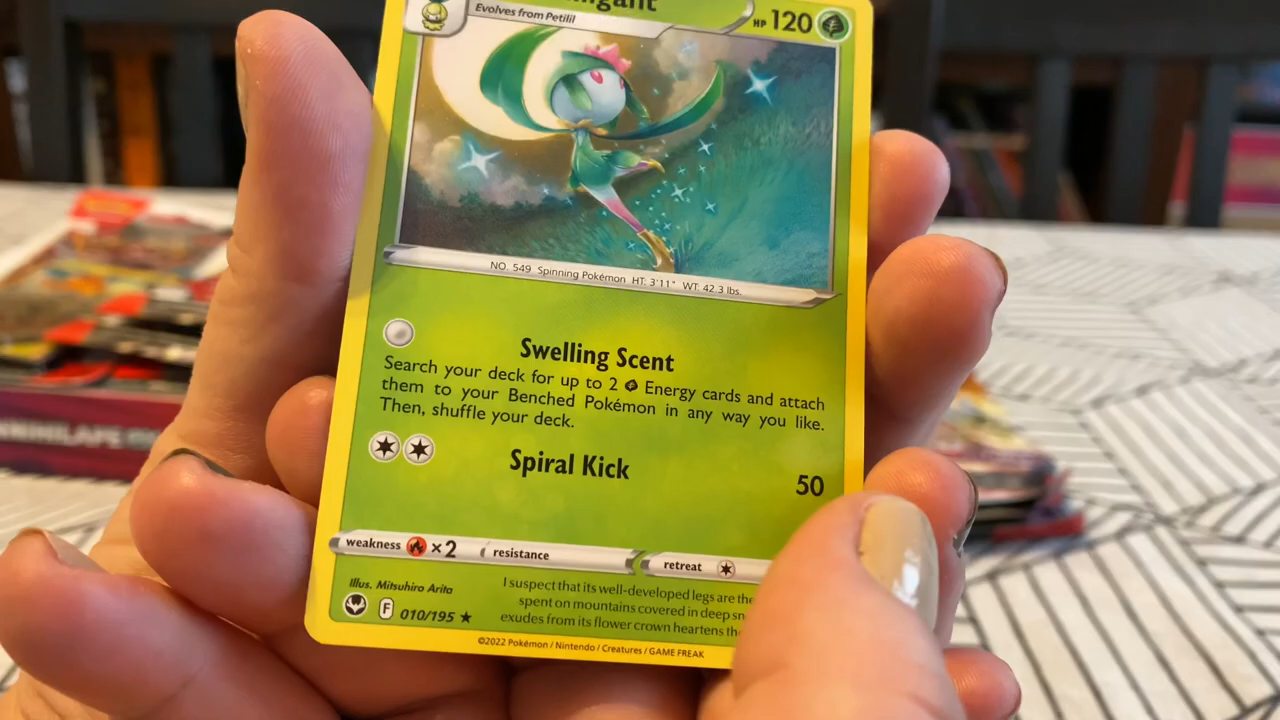 Evolves from Petilil
HP 120
NO. 549 Spinning Pokémon HT: 3'11" WT: 42.3 lbs.
Swelling Scent
Search your deck for up to 2 Energy cards and attach
them to your Benched Pokémon in any way you like.
Then, shuffle your deck.
Spiral Kick
50
weakness ×2 resistance retreat
Illus. Mitsuhiro Arita
I suspect that its well-developed legs are the
spent on mountains covered in deep
exudes from its flower crown heartens
F 010/195 ★
©2022 Pokémon / Nintendo / Creatures / GAME FREAK